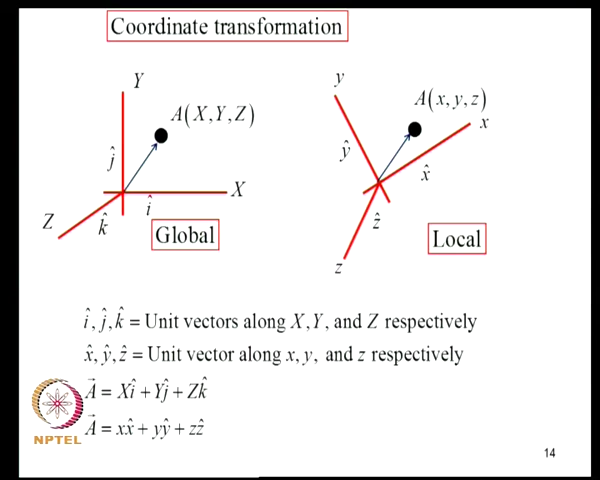 Coordinate transformation
Y
A(X,Y,Z)
ĵ
X
î
Z
k̂
Global
y
A(x,y,z)
x
ŷ
x̂
ẑ
Local
z
î, ĵ, k̂ = Unit vectors along X,Y, and Z respectively
x̂, ŷ, ẑ = Unit vector along x, y, and z respectively
A⃗ = Xî + Yĵ + Zk̂
A⃗ = xx̂ + yŷ + zẑ
NPTEL
14